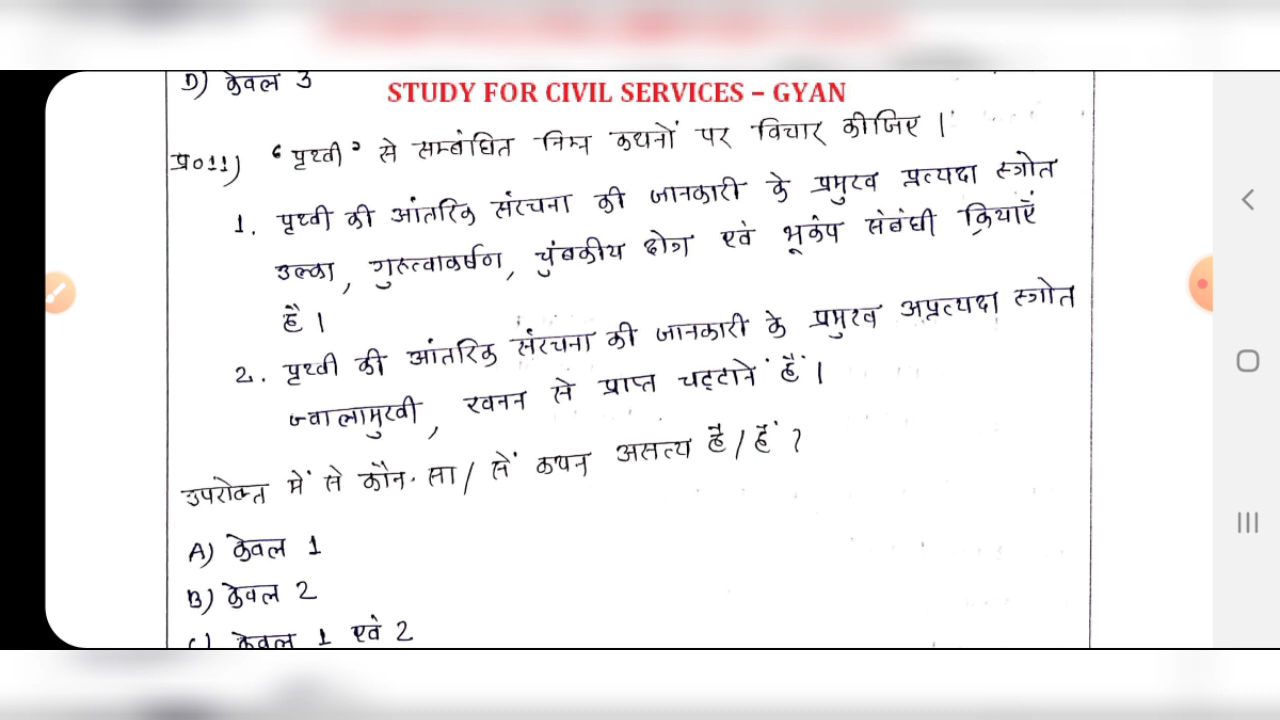 D) केवल 3
STUDY FOR CIVIL SERVICES – GYAN
प्र०11) ‘पृथ्वी’ से सम्बंधित निम्न कथनों पर विचार कीजिए।
1. पृथ्वी की आंतरिक संरचना की जानकारी के प्रमुख प्रत्यक्ष स्त्रोत
उल्का, गुरुत्वाकर्षण, चुंबकीय क्षेत्र एवं भूकंप संबंधी क्रियाएँ
है।
2. पृथ्वी की आंतरिक संरचना की जानकारी के प्रमुख अप्रत्यक्ष स्त्रोत
ज्वालामुखी, खनन से प्राप्त चट्टानें हैं।
उपरोक्त में से कौन-सा/सें कथन असत्य है/हैं?
A) केवल 1
B) केवल 2
C) केवल 1 एवं 2